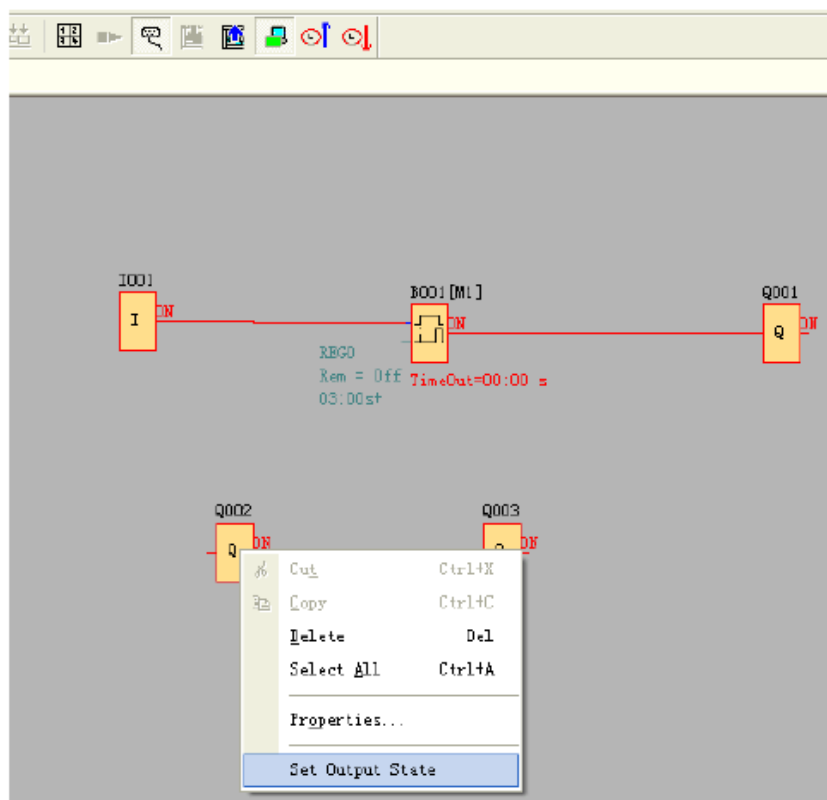 I001
I
ON
B001[M1]
ON
Q001
Q
ON
REG0
Rem = Off
03:00s+
TimeOut=00:00 s
Q002
Q
ON
Q003
ON
Cut Ctrl+X
Copy Ctrl+C
Delete Del
Select All Ctrl+A
Properties...
Set Output State